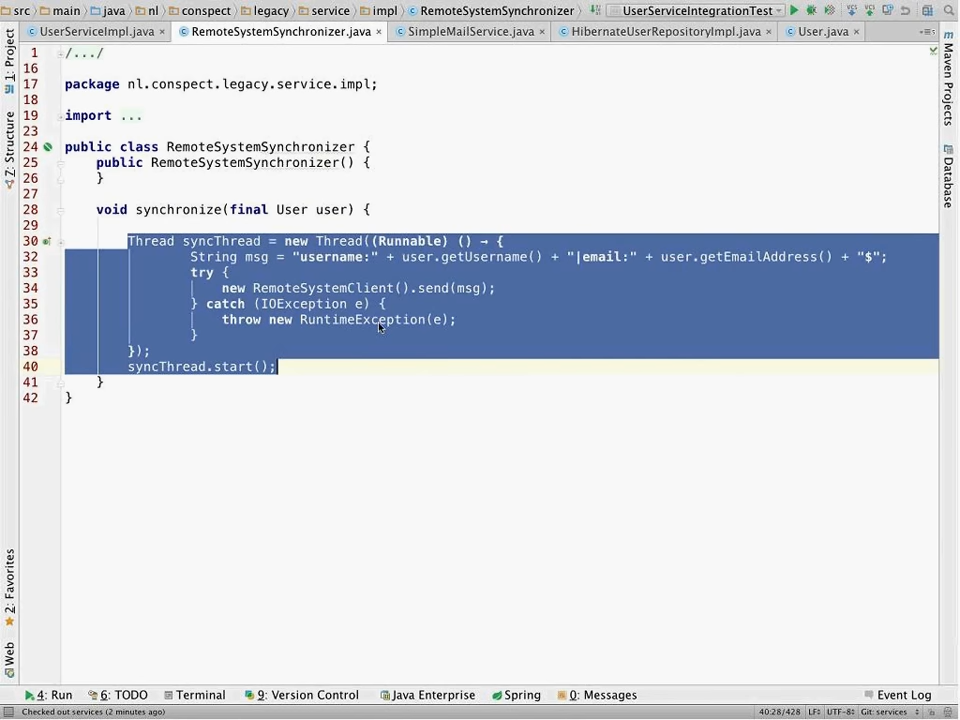 src main java nl conspect legacy service impl RemoteSystemSynchronizer UserServiceIntegrationTest
UserServiceImpl.java × RemoteSystemSynchronizer.java × SimpleMailService.java × HibernateUserRepositoryImpl.java × User.java ×
1: Project
Z: Structure
2: Favorites
Web
Maven Projects
Database
1 /.../
16
17 package nl.conspect.legacy.service.impl;
18
19 import ...
23
24 public class RemoteSystemSynchronizer {
25 public RemoteSystemSynchronizer() {
26 }
27
28 void synchronize(final User user) {
29
30 Thread syncThread = new Thread((Runnable) () → {
32 String msg = "username:" + user.getUsername() + "|email:" + user.getEmailAddress() + "$";
33 try {
34 new RemoteSystemClient().send(msg);
35 } catch (IOException e) {
36 throw new RuntimeException(e);
37 }
38 });
40 syncThread.start();
41 }
42 }
4: Run 6: TODO Terminal 9: Version Control Java Enterprise Spring 0: Messages Event Log
Checked out services (2 minutes ago) 40:28/428 LF UTF-8 Git: services